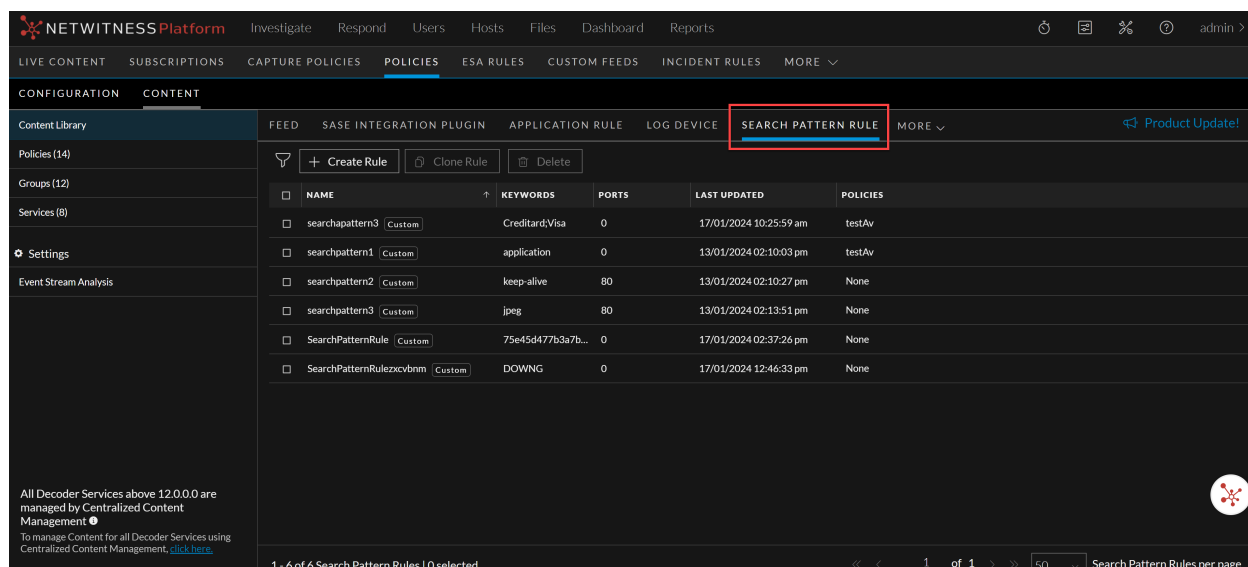 NETWITNESS Platform Investigate Respond Users Hosts Files Dashboard Reports admin >
LIVE CONTENT SUBSCRIPTIONS CAPTURE POLICIES POLICIES ESA RULES CUSTOM FEEDS INCIDENT RULES MORE
CONFIGURATION CONTENT
Content Library
Policies (14)
Groups (12)
Services (8)
Settings
Event Stream Analysis
All Decoder Services above 12.0.0.0 are
managed by Centralized Content
Management
To manage Content for all Decoder Services using
Centralized Content Management, click here.
FEED SASE INTEGRATION PLUGIN APPLICATION RULE LOG DEVICE SEARCH PATTERN RULE MORE Product Update!
+ Create Rule Clone Rule Delete
NAME ↑ KEYWORDS PORTS LAST UPDATED POLICIES
searchapattern3 Custom Creditard;Visa 0 17/01/2024 10:25:59 am testAv
searchpattern1 Custom application 0 13/01/2024 02:10:03 pm testAv
searchpattern2 Custom keep-alive 80 13/01/2024 02:10:27 pm None
searchpattern3 Custom jpeg 80 13/01/2024 02:13:51 pm None
SearchPatternRule Custom 75e45d477b3a7b... 0 17/01/2024 02:37:26 pm None
SearchPatternRulezxcvbnm Custom DOWNG 0 17/01/2024 12:46:33 pm None
1 - 6 of 6 Search Pattern Rules | 0 selected << < 1 of 1 > >> 50 Search Pattern Rules per page